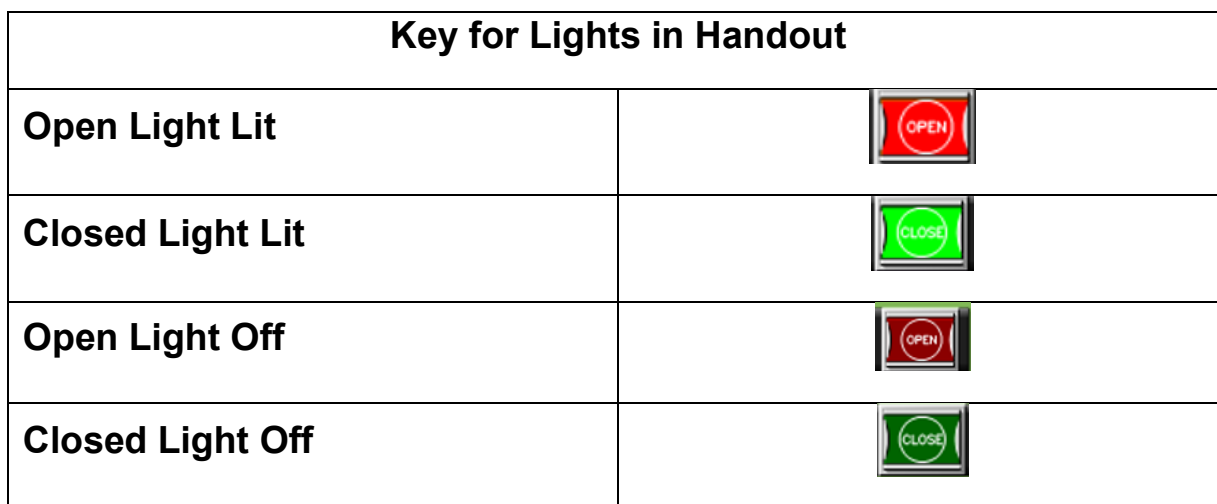 Key for Lights in Handout
Open Light Lit
OPEN
Closed Light Lit
CLOSE
Open Light Off
OPEN
Closed Light Off
CLOSE